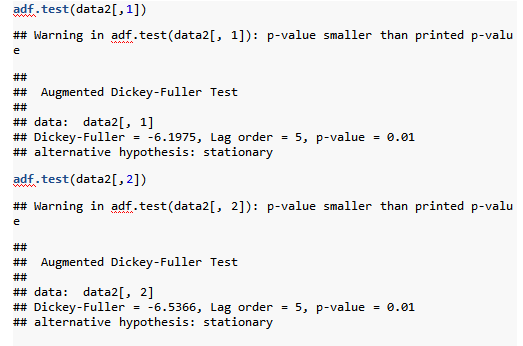 adf.test(data2[,1])
## Warning in adf.test(data2[, 1]): p-value smaller than printed p-valu
e
##
##  Augmented Dickey-Fuller Test
##
## data:  data2[, 1]
## Dickey-Fuller = -6.1975, Lag order = 5, p-value = 0.01
## alternative hypothesis: stationary
adf.test(data2[,2])
## Warning in adf.test(data2[, 2]): p-value smaller than printed p-valu
e
##
##  Augmented Dickey-Fuller Test
##
## data:  data2[, 2]
## Dickey-Fuller = -6.5366, Lag order = 5, p-value = 0.01
## alternative hypothesis: stationary